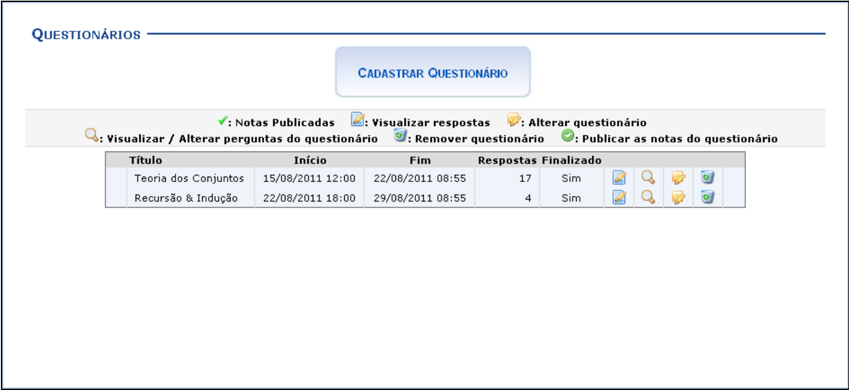 QUESTIONÁRIOS
CADASTRAR QUESTIONÁRIO
: Notas Publicadas : Visualizar respostas : Alterar questionário
: Visualizar / Alterar perguntas do questionário : Remover questionário : Publicar as notas do questionário
Título Início Fim Respostas Finalizado
Teoria dos Conjuntos 15/08/2011 12:00 22/08/2011 08:55 17 Sim
Recursão & Indução 22/08/2011 18:00 29/08/2011 08:55 4 Sim